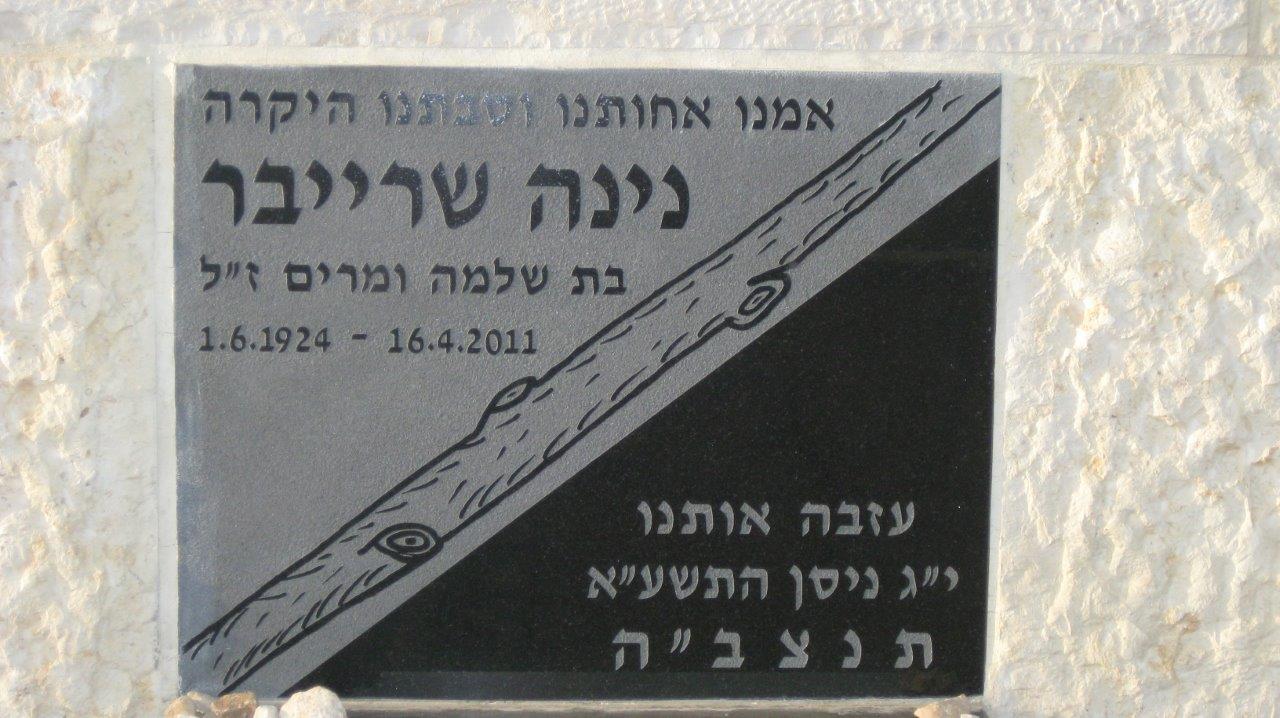 אמנו אחותנו וסבתנו היקרה
נינה שרייבר
בת שלמה ומרים ז״ל
1.6.1924 - 16.4.2011
עזבה אותנו
י״ג ניסן התשע״א
ת נ צ ב ״ ה